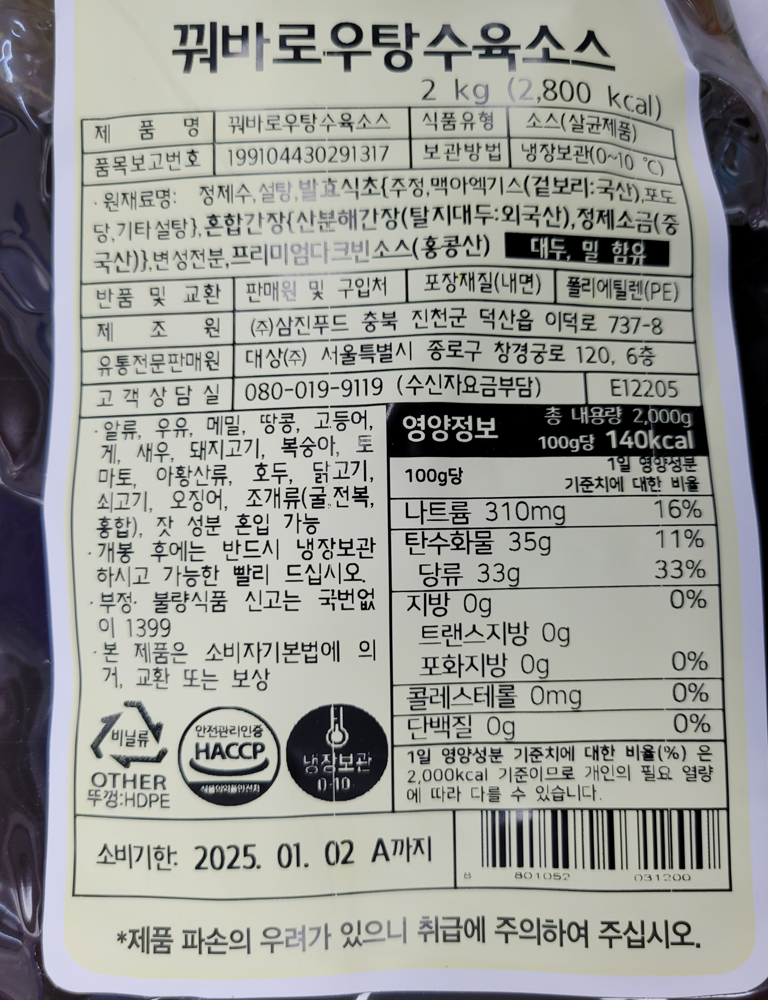 꿔바로우탕수육소스
2 kg (2,800 kcal)
제 품 명 꿔바로우탕수육소스 식품유형 소스(살균제품)
품목보고번호 199104430291317 보관방법 냉장보관(0~10 ℃)
· 원재료명: 정제수,설탕,발효식초{주정,맥아엑기스(겉보리:국산),포도
당,기타설탕},혼합간장{산분해간장(탈지대두:외국산),정제소금(중
국산)},변성전분,프리미엄다크빈소스(홍콩산) 대두, 밀 함유
반품 및 교환 판매원 및 구입처 포장재질(내면) 폴리에틸렌(PE)
제 조 원 (주)삼진푸드 충북 진천군 덕산읍 이덕로 737-8
유통전문판매원 대상(주) 서울특별시 종로구 창경궁로 120, 6층
고객상담실 080-019-9119 (수신자요금부담) E12205
· 알류, 우유, 메밀, 땅콩, 고등어,
게, 새우, 돼지고기, 복숭아, 토
마토, 아황산류, 호두, 닭고기,
쇠고기, 오징어, 조개류(굴,전복,
홍합), 잣 성분 혼입 가능
· 개봉 후에는 반드시 냉장보관
하시고 가능한 빨리 드십시오.
· 부정· 불량식품 신고는 국번없
이 1399
· 본 제품은 소비자기본법에 의
거, 교환 또는 보상
비닐류
OTHER
뚜껑:HDPE
안전관리인증
HACCP
식품의약품안전처
냉장보관
0-10
영양정보
총 내용량 2,000g
100g당 140kcal
100g당
1일 영양성분
기준치에 대한 비율
나트륨 310mg 16%
탄수화물 35g 11%
당류 33g 33%
지방 0g 0%
트랜스지방 0g
포화지방 0g 0%
콜레스테롤 0mg 0%
단백질 0g 0%
1일 영양성분 기준치에 대한 비율(%) 은
2,000kcal 기준이므로 개인의 필요 열량
에 따라 다를 수 있습니다.
소비기한: 2025. 01. 02 A까지
8 801052 031200
*제품 파손의 우려가 있으니 취급에 주의하여 주십시오.